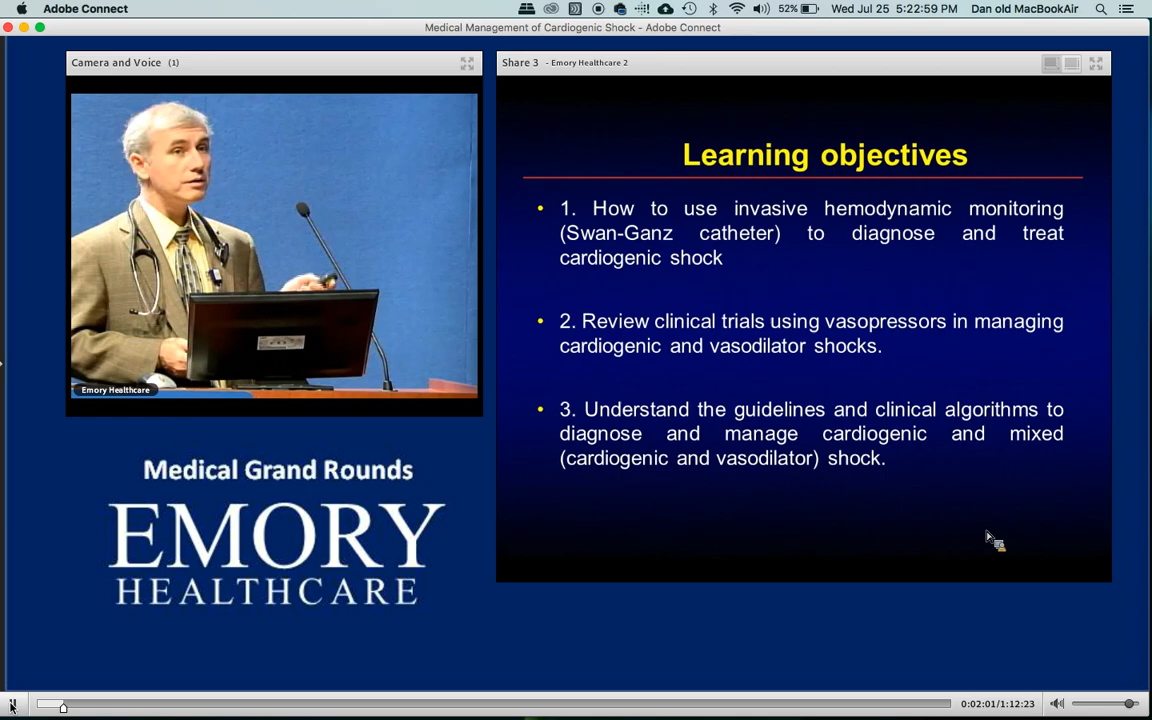 Adobe Connect
52%
Wed Jul 25 5:22:59 PM
Dan old MacBookAir
Medical Management of Cardiogenic Shock - Adobe Connect
Camera and Voice (1)
Share 3 - Emory Healthcare 2
Emory Healthcare
Medical Grand Rounds
EMORY
HEALTHCARE
Learning objectives
• 1. How to use invasive hemodynamic monitoring
(Swan-Ganz catheter) to diagnose and treat
cardiogenic shock
• 2. Review clinical trials using vasopressors in managing
cardiogenic and vasodilator shocks.
• 3. Understand the guidelines and clinical algorithms to
diagnose and manage cardiogenic and mixed
(cardiogenic and vasodilator) shock.
0:02:01/1:12:23